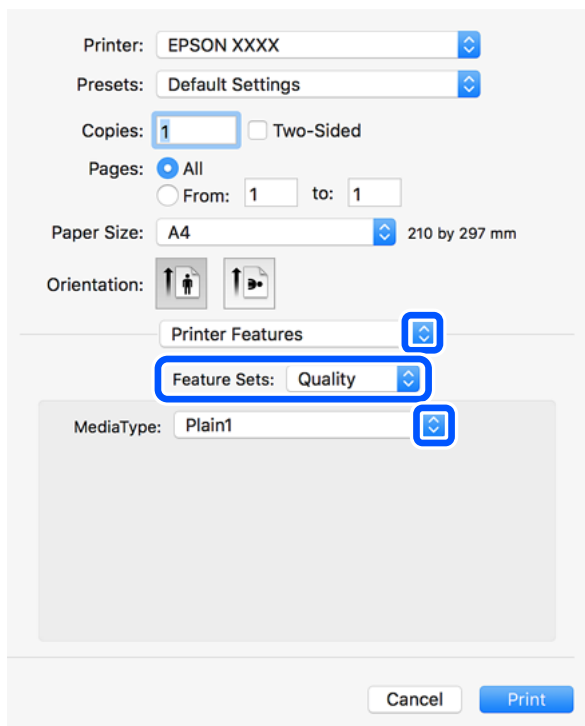 Printer: EPSON XXXX
Presets: Default Settings
Copies: 1 Two-Sided
Pages: All
From: 1 to: 1
Paper Size: A4 210 by 297 mm
Orientation:
Printer Features
Feature Sets: Quality
MediaType: Plain1
Cancel Print